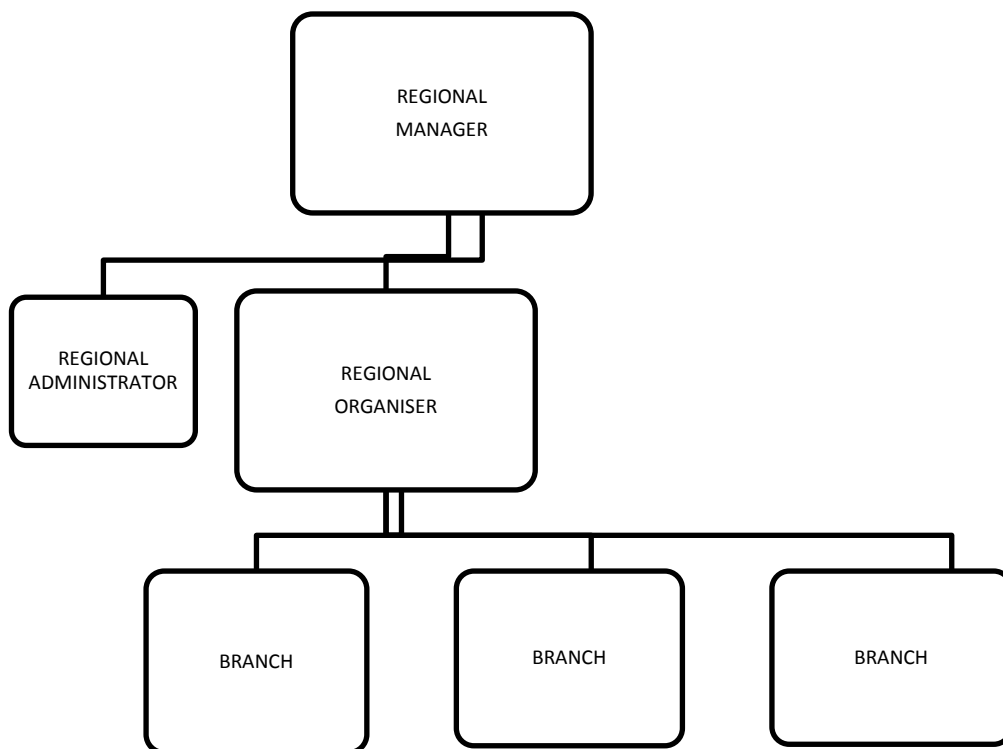 REGIONAL
MANAGER
REGIONAL
ADMINISTRATOR
REGIONAL
ORGANISER
BRANCH
BRANCH
BRANCH